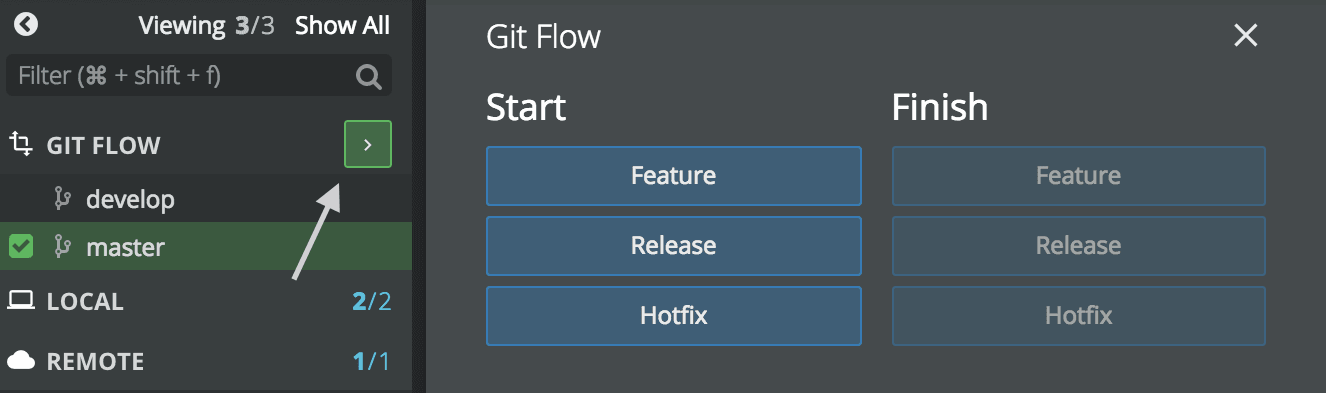 Viewing 3/3 Show All
Filter (⌘ + shift + f)
GIT FLOW
develop
master
LOCAL 2/2
REMOTE 1/1
Git Flow
Start
Feature
Release
Hotfix
Finish
Feature
Release
Hotfix